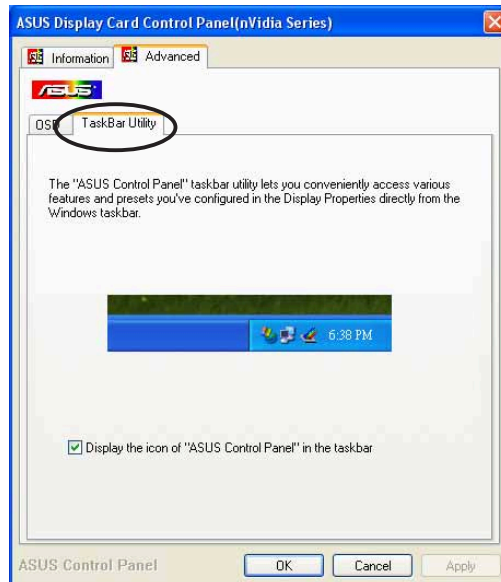 ASUS Display Card Control Panel(nVidia Series)
Information Advanced
ASUS
OSD TaskBar Utility
The "ASUS Control Panel" taskbar utility lets you conveniently access various
features and presets you've configured in the Display Properties directly from the
Windows taskbar.
6:38 PM
Display the icon of "ASUS Control Panel" in the taskbar
ASUS Control Panel OK Cancel Apply